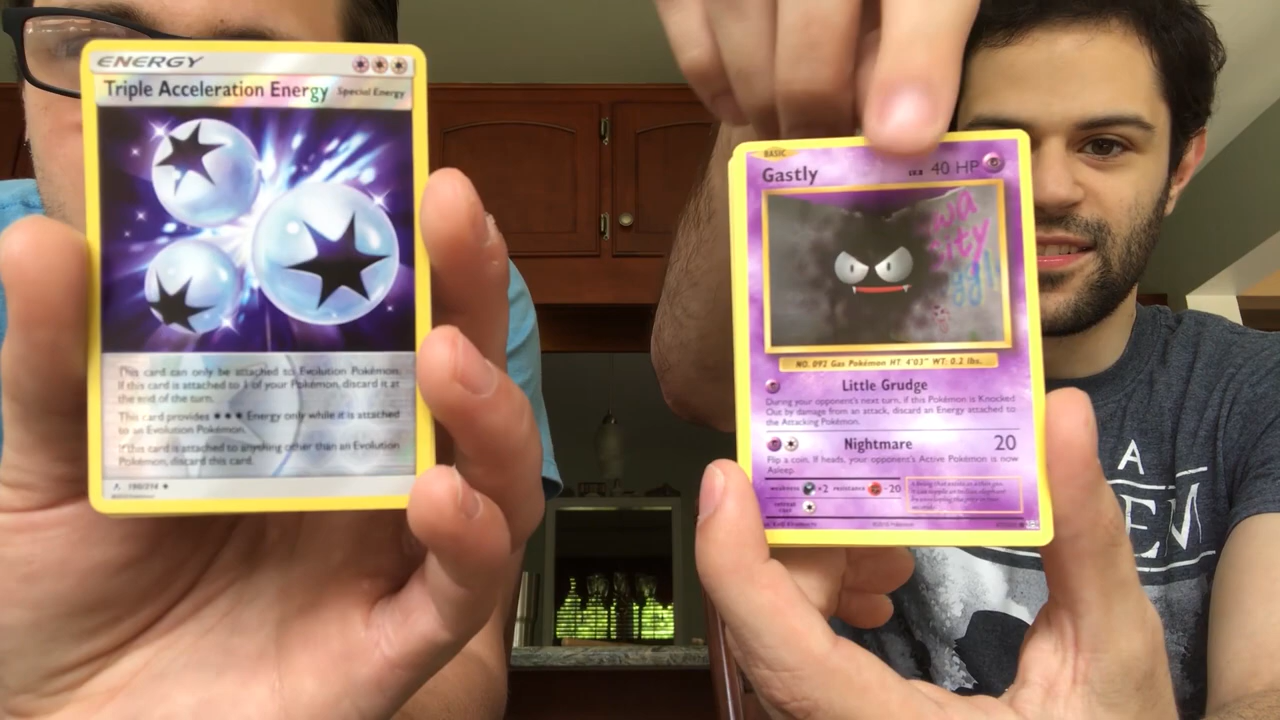 ENERGY
Triple Acceleration Energy Special Energy
This card can only be attached to Evolution Pokémon.
If this card is attached to 1 of your Pokémon, discard it at
the end of the turn.
This card provides Energy only while it is attached
to an Evolution Pokémon.
If this card is attached to anything other than an Evolution
Pokémon, discard this card.
190/214
BASIC
Gastly 40 HP
NO. 092 Gas Pokémon HT: 4'03" WT: 0.2 lbs.
Little Grudge
During your opponent's next turn, if this Pokémon is Knocked
Out by damage from an attack, discard an Energy attached to
the Attacking Pokémon.
Nightmare 20
Flip a coin. If heads, your opponent's Active Pokémon is now
Asleep.
weakness ×2 resistance -20
retreat
cost
A